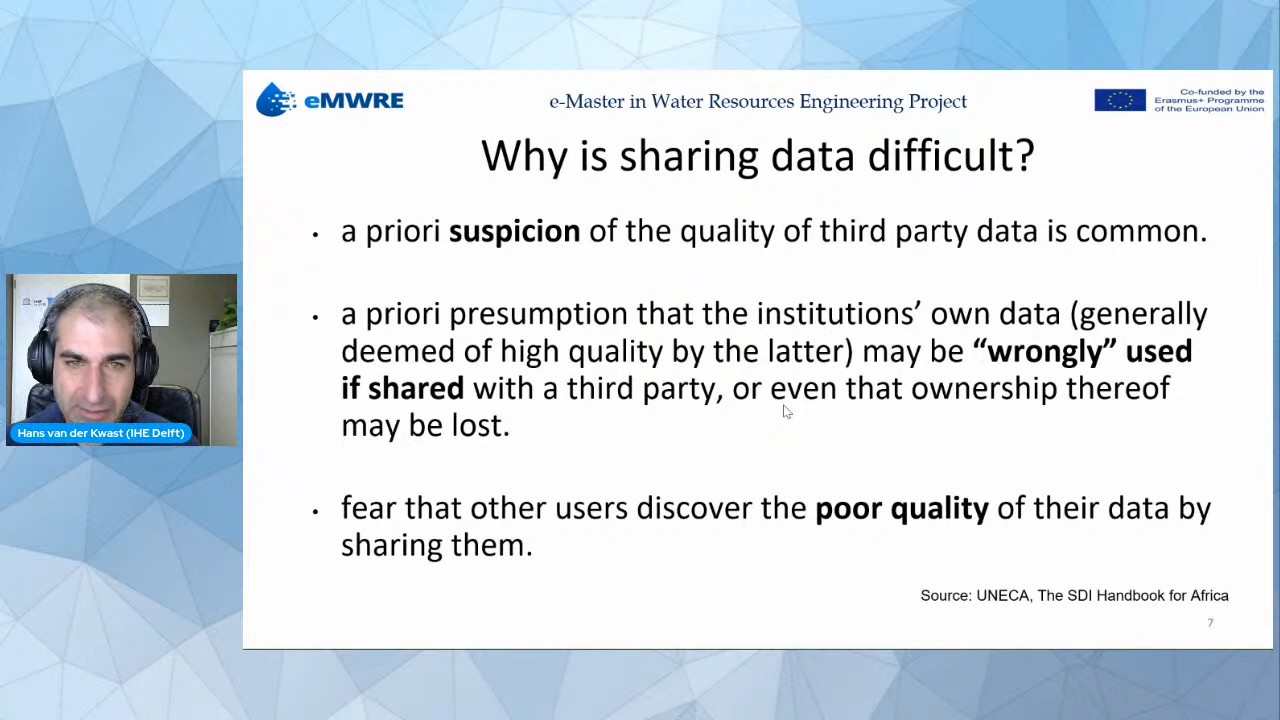 eMWRE
e-Master in Water Resources Engineering Project
Co-funded by the
Erasmus+ Programme
of the European Union
Why is sharing data difficult?
• a priori suspicion of the quality of third party data is common.
• a priori presumption that the institutions’ own data (generally
deemed of high quality by the latter) may be “wrongly” used
if shared with a third party, or even that ownership thereof
may be lost.
• fear that other users discover the poor quality of their data by
sharing them.
Source: UNECA, The SDI Handbook for Africa
7
Hans van der Kwast (IHE Delft)